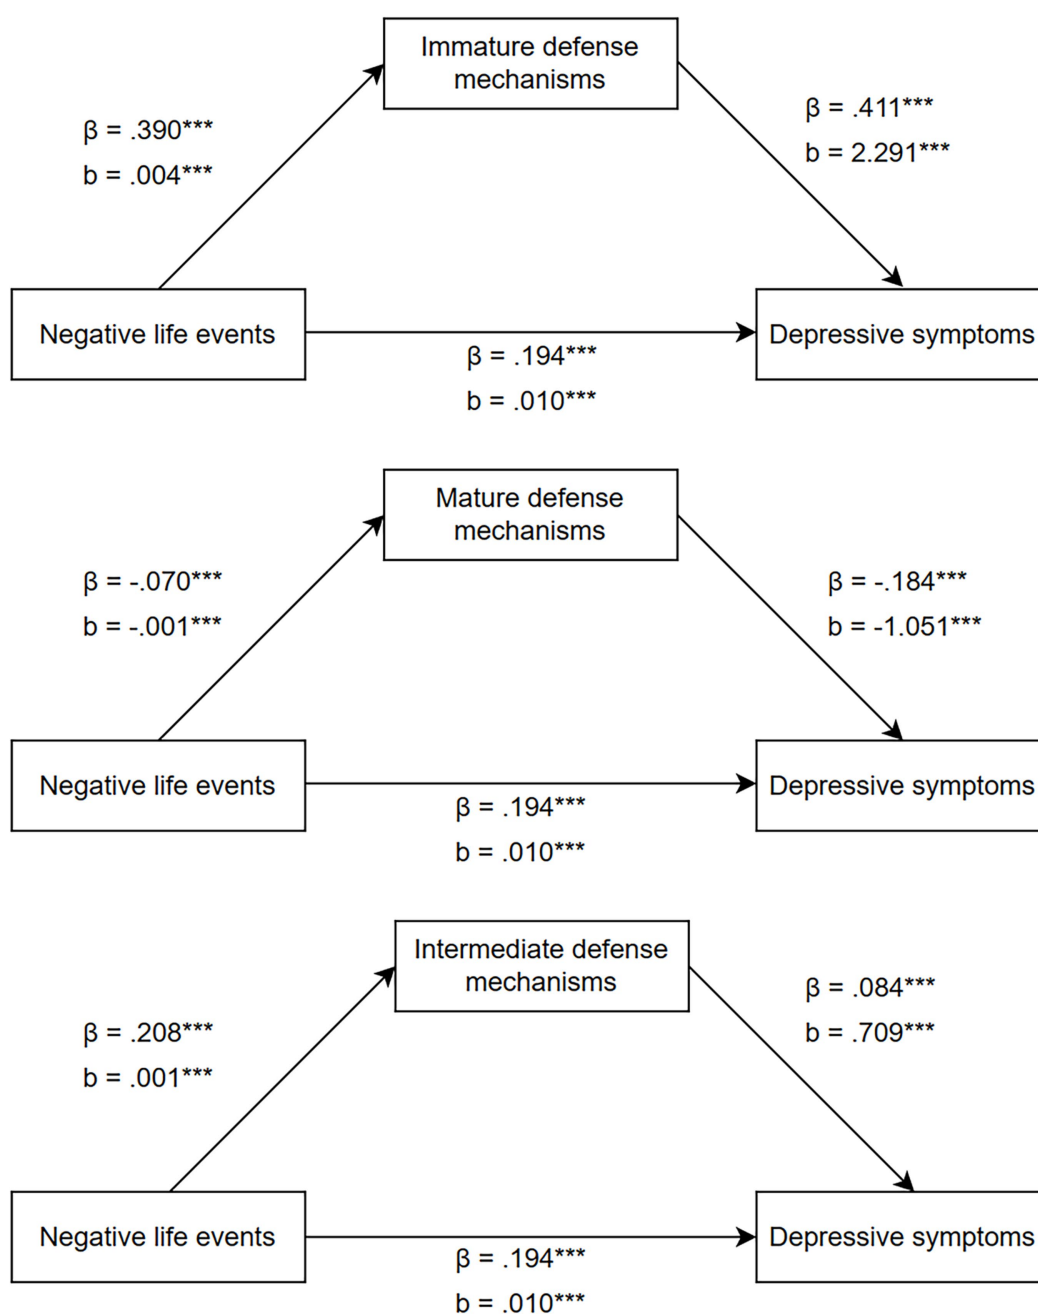 Immature defense
mechanisms
β = .390***
b = .004***
β = .411***
b = 2.291***
Negative life events
Depressive symptoms
β = .194***
b = .010***
Mature defense
mechanisms
β = -.070***
b = -.001***
β = -.184***
b = -1.051***
Negative life events
Depressive symptoms
β = .194***
b = .010***
Intermediate defense
mechanisms
β = .208***
b = .001***
β = .084***
b = .709***
Negative life events
Depressive symptoms
β = .194***
b = .010***